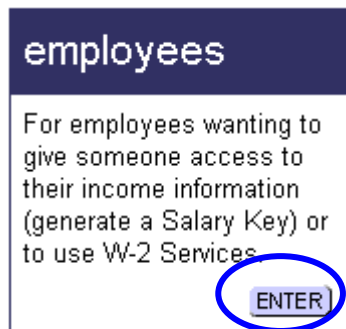 employees
For employees wanting to
give someone access to
their income information
(generate a Salary Key) or
to use W-2 Services.
ENTER